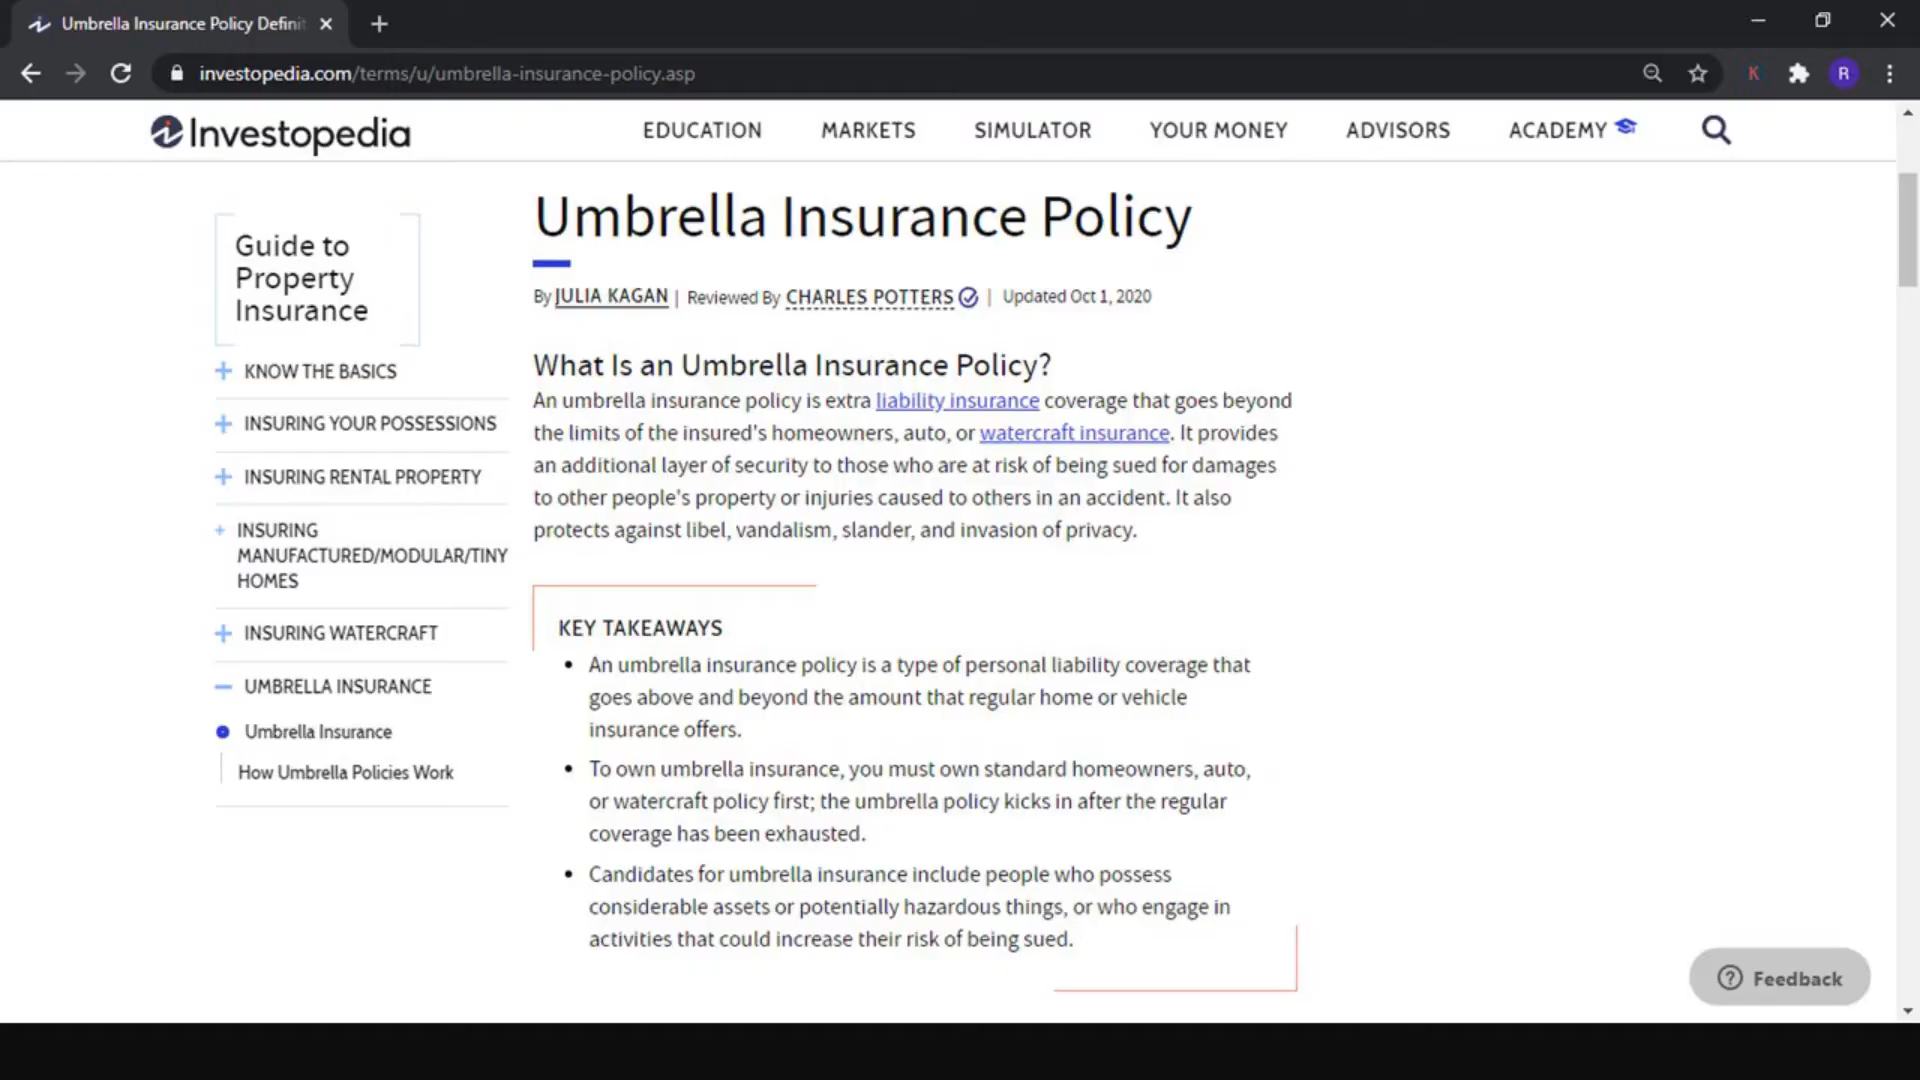 Umbrella Insurance Policy Defini
investopedia.com/terms/u/umbrella-insurance-policy.asp
K
R
Investopedia
EDUCATION
MARKETS
SIMULATOR
YOUR MONEY
ADVISORS
ACADEMY
Guide to
Property
Insurance
KNOW THE BASICS
INSURING YOUR POSSESSIONS
INSURING RENTAL PROPERTY
INSURING
MANUFACTURED/MODULAR/TINY
HOMES
INSURING WATERCRAFT
UMBRELLA INSURANCE
Umbrella Insurance
How Umbrella Policies Work
Umbrella Insurance Policy
By JULIA KAGAN | Reviewed By CHARLES POTTERS | Updated Oct 1, 2020
What Is an Umbrella Insurance Policy?
An umbrella insurance policy is extra liability insurance coverage that goes beyond
the limits of the insured's homeowners, auto, or watercraft insurance. It provides
an additional layer of security to those who are at risk of being sued for damages
to other people's property or injuries caused to others in an accident. It also
protects against libel, vandalism, slander, and invasion of privacy.
KEY TAKEAWAYS
• An umbrella insurance policy is a type of personal liability coverage that
goes above and beyond the amount that regular home or vehicle
insurance offers.
• To own umbrella insurance, you must own standard homeowners, auto,
or watercraft policy first; the umbrella policy kicks in after the regular
coverage has been exhausted.
• Candidates for umbrella insurance include people who possess
considerable assets or potentially hazardous things, or who engage in
activities that could increase their risk of being sued.
Feedback